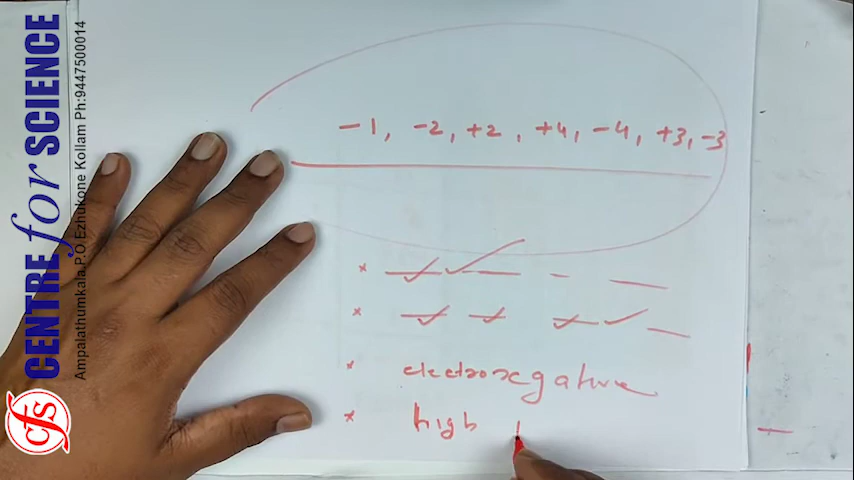 CENTRE for SCIENCE
Ampalathumkala,P.O Ezhukone Kollam Ph:9447500014
cfs
-1, -2, +2, +4, -4, +3, -3
* electronegative
* high